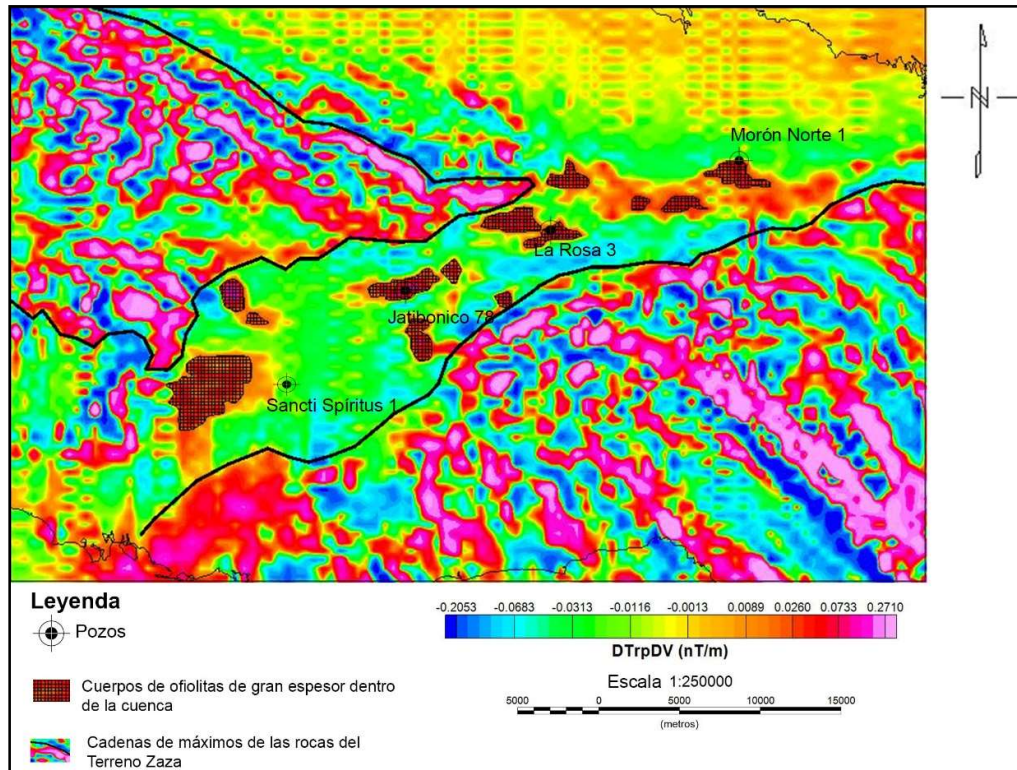 N
Morón Norte 1
La Rosa 3
Jatibonico 78
Sancti Spíritus 1
Leyenda
Pozos
Cuerpos de ofiolitas de gran espesor dentro
de la cuenca
Cadenas de máximos de las rocas del
Terreno Zaza
-0.2053 -0.0683 -0.0313 -0.0116 -0.0013 0.0089 0.0260 0.0733 0.2710
DTrpDV (nT/m)
Escala 1:250000
5000 0 5000 10000 15000
(metros)